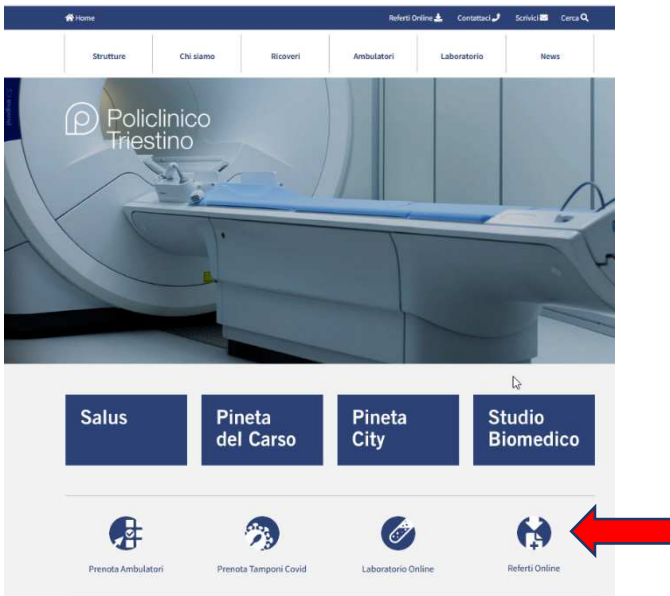 Home
Referti Online
Contattaci
Scrivici
Cerca
Strutture
Chi siamo
Ricoveri
Ambulatori
Laboratorio
News
Policlinico
Triestino
Salus
Pineta
del Carso
Pineta
City
Studio
Biomedico
Prenota Ambulatori
Prenota Tamponi Covid
Laboratorio Online
Referti Online